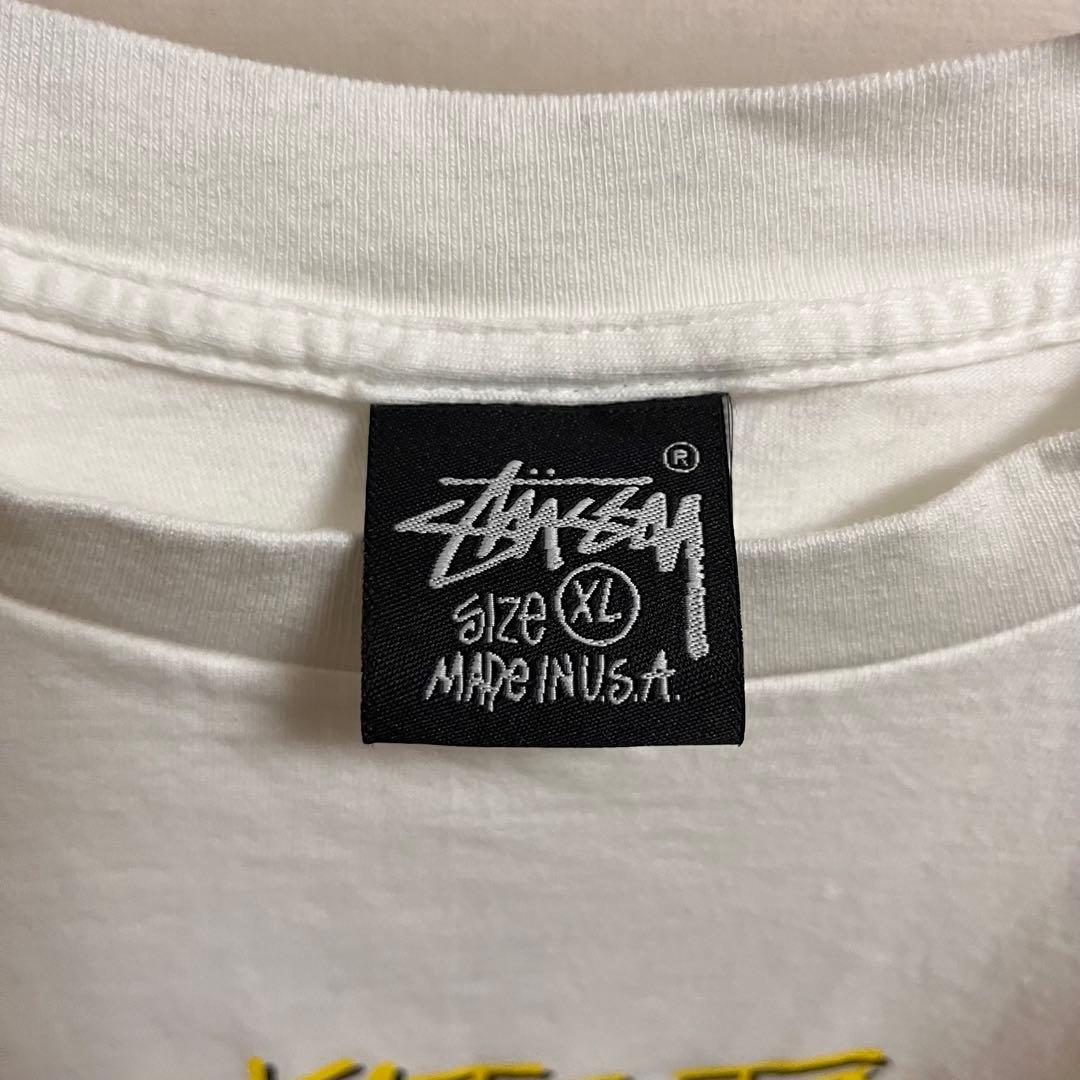 Stüssy ®
Size XL
Made in U.S.A.